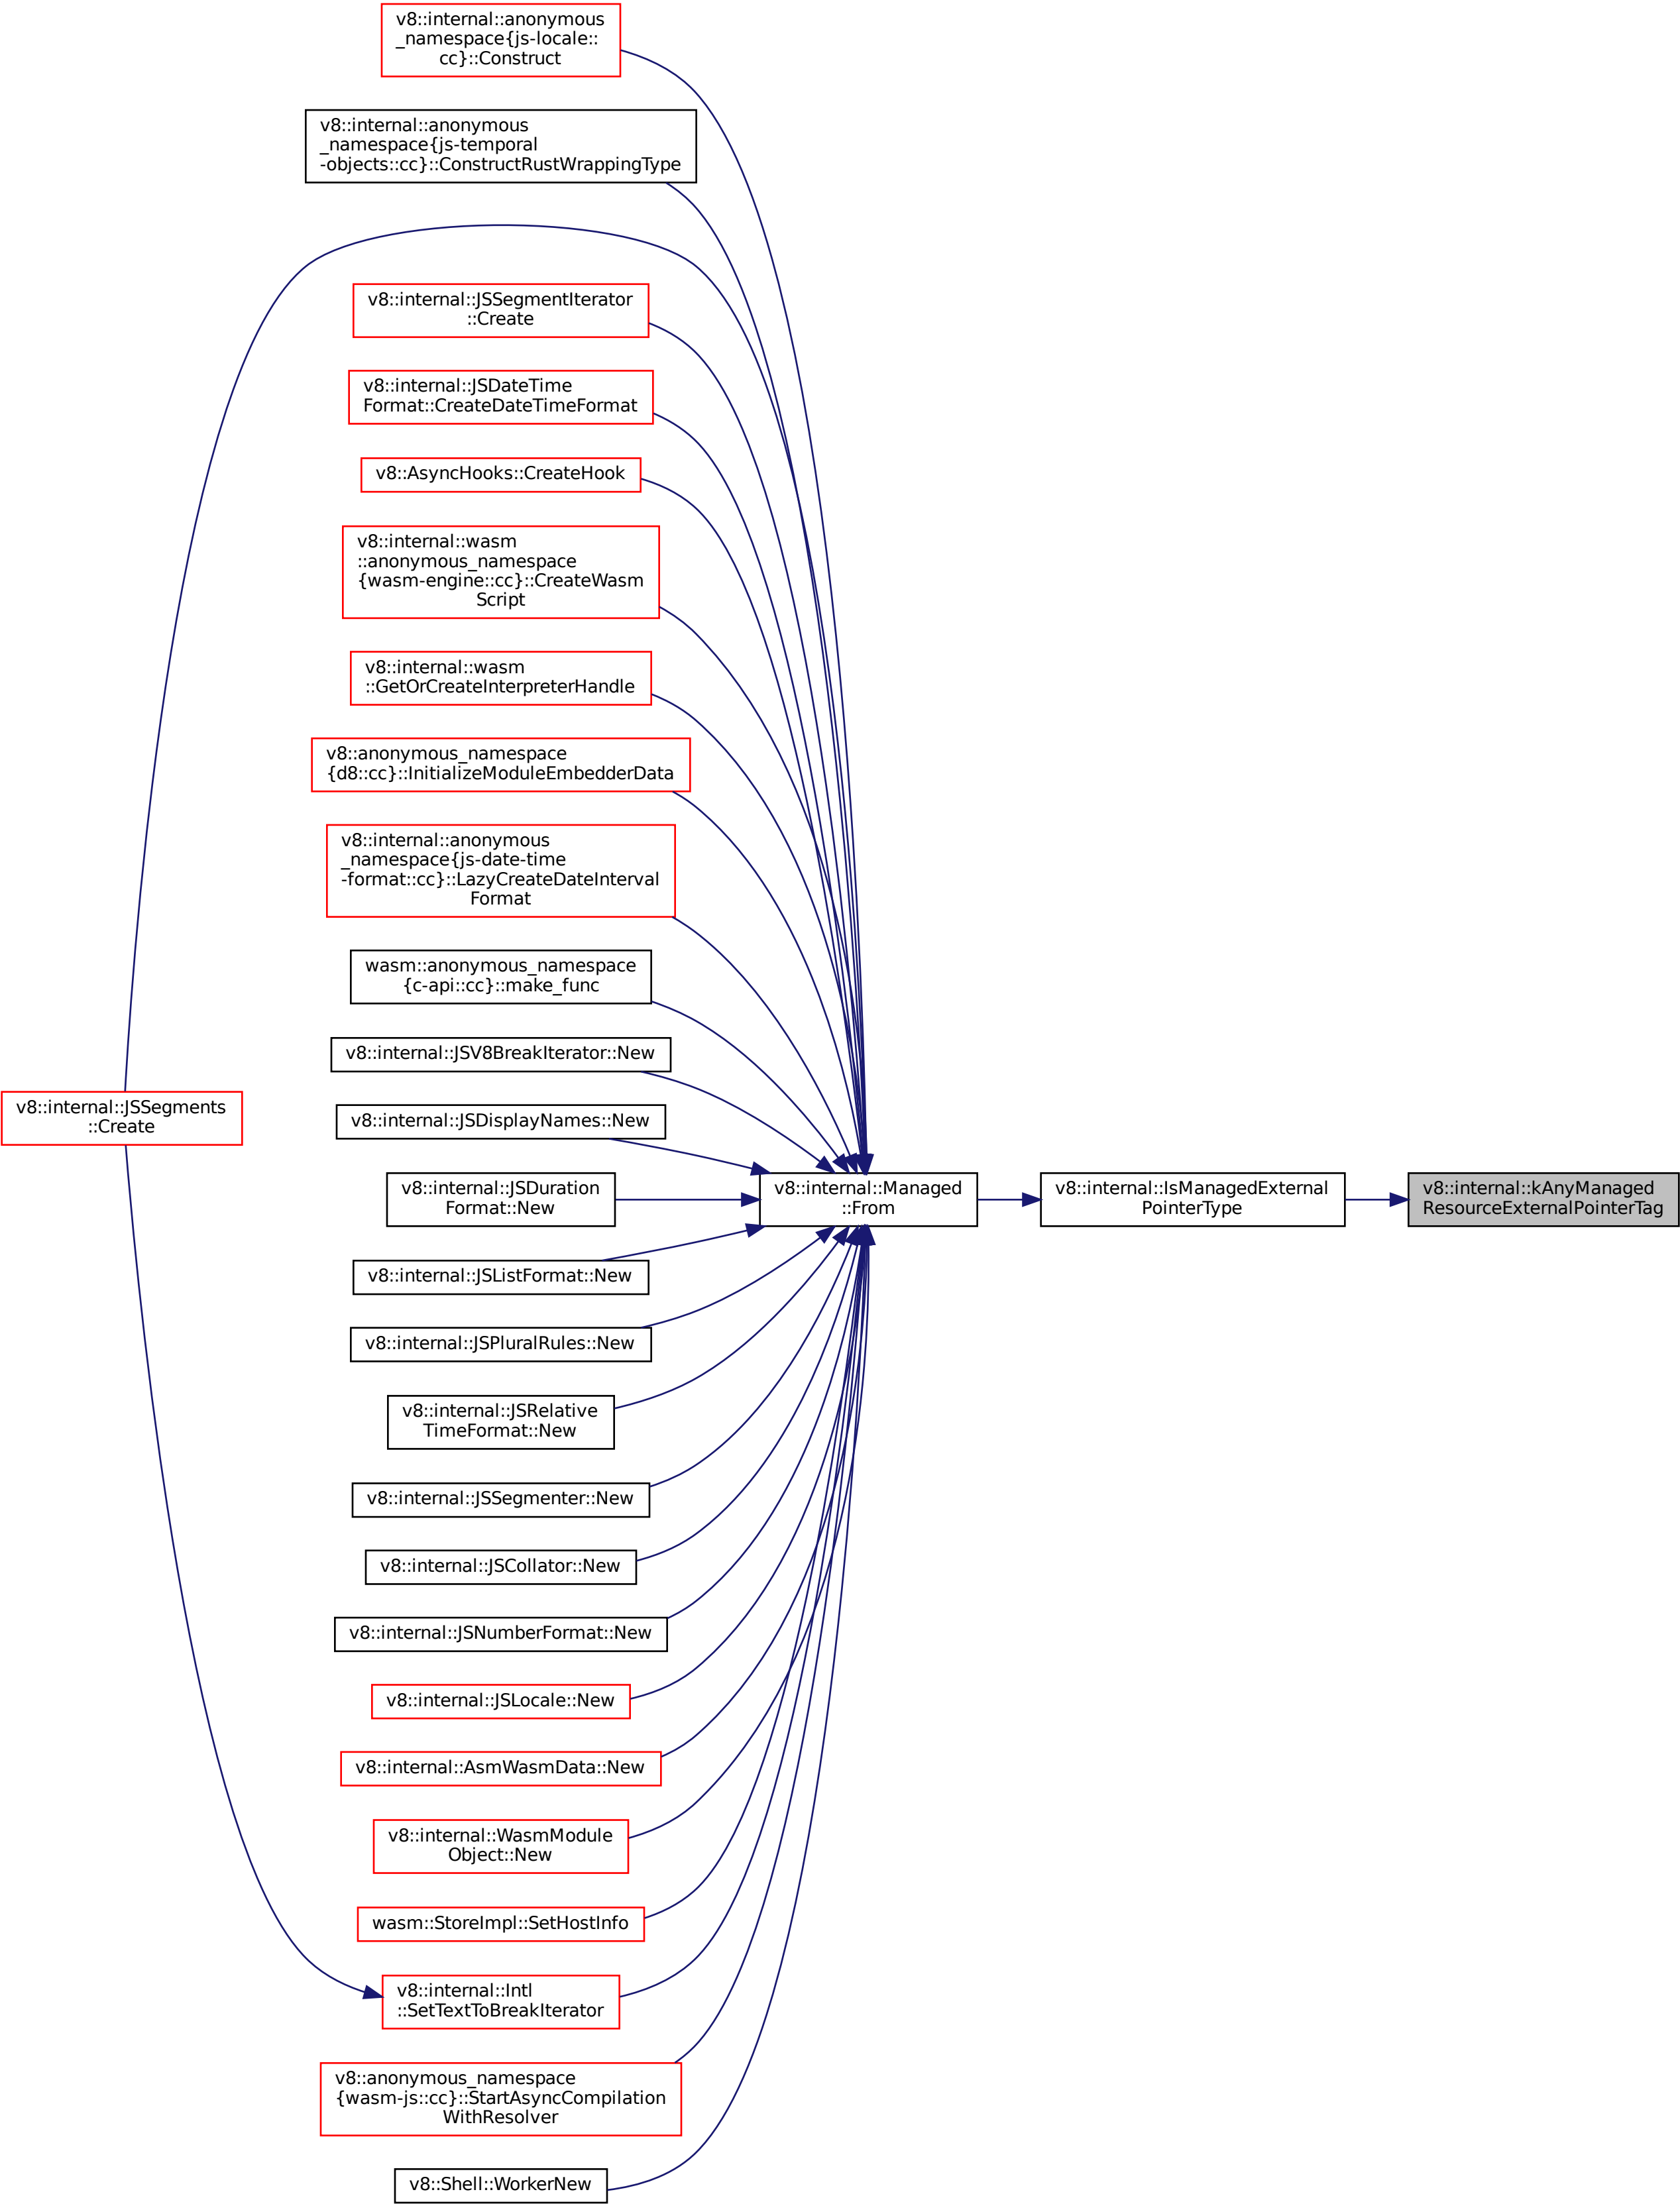 v8::internal::anonymous
_namespace{js-locale::
cc}::Construct
v8::internal::anonymous
_namespace{js-temporal
-objects::cc}::ConstructRustWrappingType
v8::internal::JSSegmentIterator
::Create
v8::internal::JSDateTime
Format::CreateDateTimeFormat
v8::AsyncHooks::CreateHook
v8::internal::wasm
::anonymous_namespace
{wasm-engine::cc}::CreateWasm
Script
v8::internal::wasm
::GetOrCreateInterpreterHandle
v8::anonymous_namespace
{d8::cc}::InitializeModuleEmbedderData
v8::internal::anonymous
_namespace{js-date-time
-format::cc}::LazyCreateDateInterval
Format
wasm::anonymous_namespace
{c-api::cc}::make_func
v8::internal::JSV8BreakIterator::New
v8::internal::JSSegments
::Create
v8::internal::JSDisplayNames::New
v8::internal::JSDuration
Format::New
v8::internal::Managed
::From
v8::internal::IsManagedExternal
PointerType
v8::internal::kAnyManaged
ResourceExternalPointerTag
v8::internal::JSListFormat::New
v8::internal::JSPluralRules::New
v8::internal::JSRelative
TimeFormat::New
v8::internal::JSSegmenter::New
v8::internal::JSCollator::New
v8::internal::JSNumberFormat::New
v8::internal::JSLocale::New
v8::internal::AsmWasmData::New
v8::internal::WasmModule
Object::New
wasm::StoreImpl::SetHostInfo
v8::internal::Intl
::SetTextToBreakIterator
v8::anonymous_namespace
{wasm-js::cc}::StartAsyncCompilation
WithResolver
v8::Shell::WorkerNew